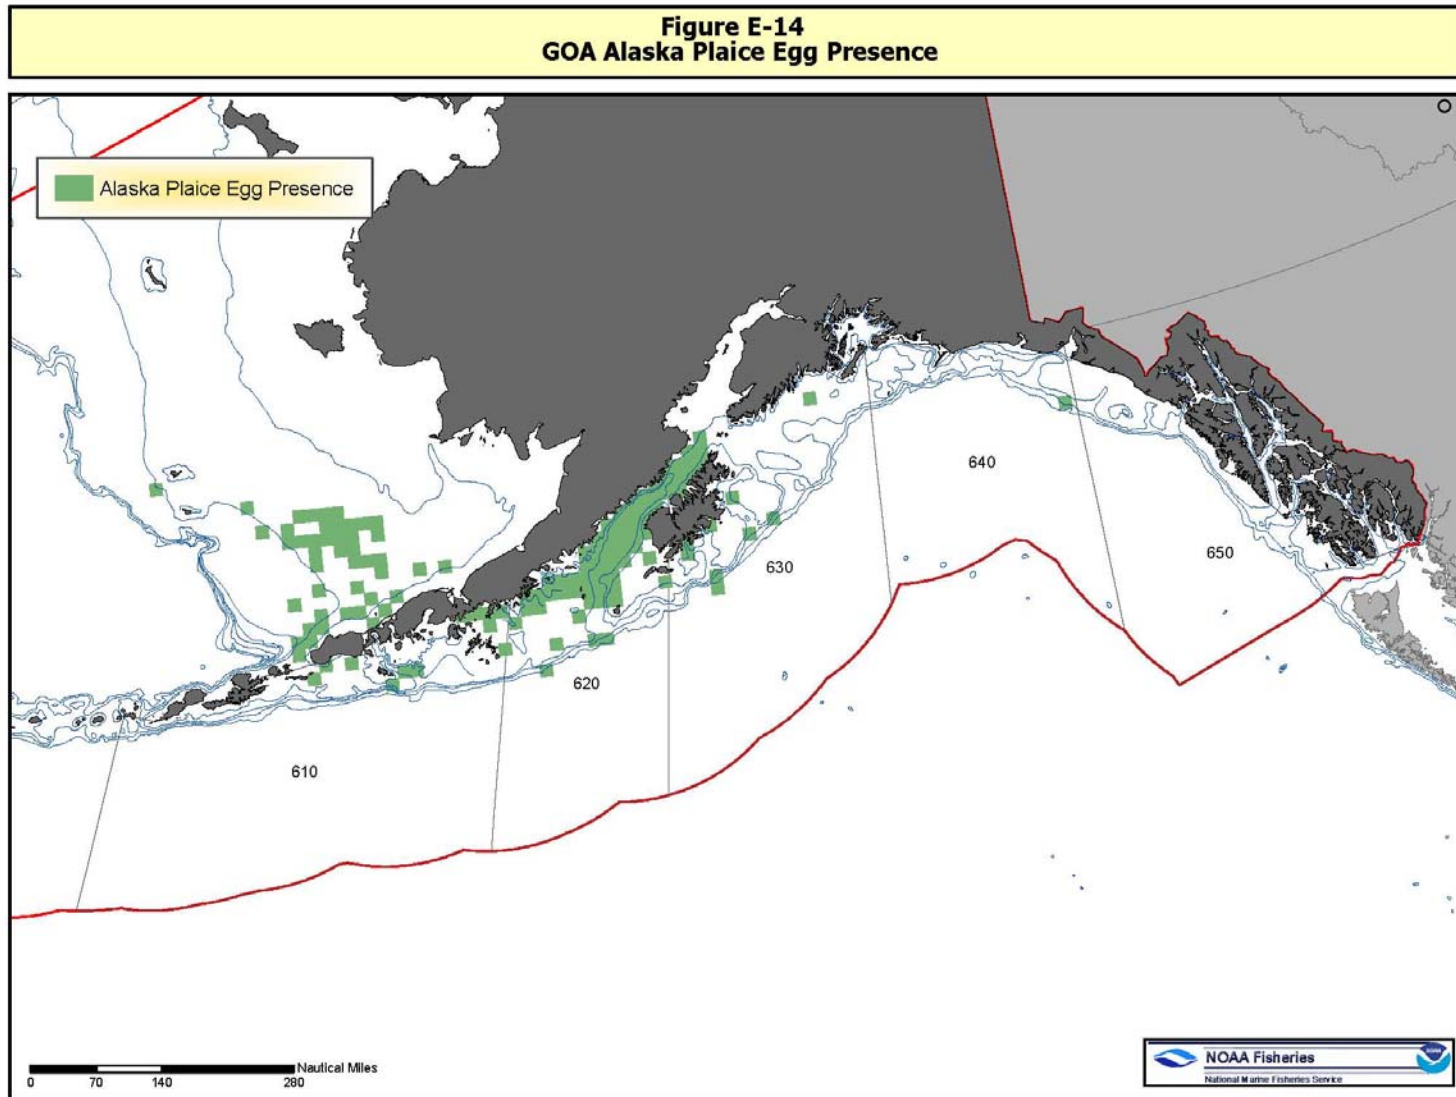 Figure E-14
GOA Alaska Plaice Egg Presence
Alaska Plaice Egg Presence
640
650
630
620
610
Nautical Miles
0 70 140 280
NOAA Fisheries
National Marine Fisheries Service